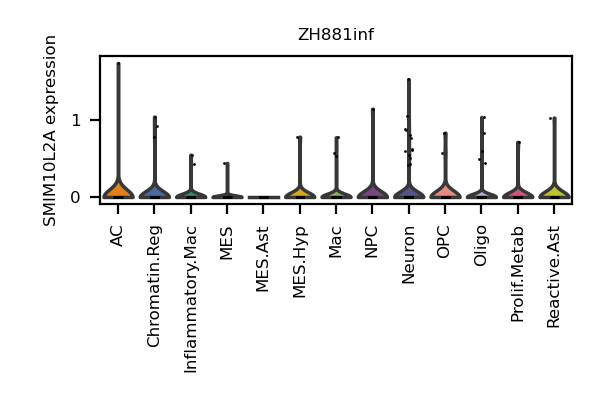 ZH881inf
SMIM10L2A expression
1
0
AC
Chromatin.Reg
Inflammatory.Mac
MES
MES.Ast
MES.Hyp
Mac
NPC
Neuron
OPC
Oligo
Prolif.Metab
Reactive.Ast